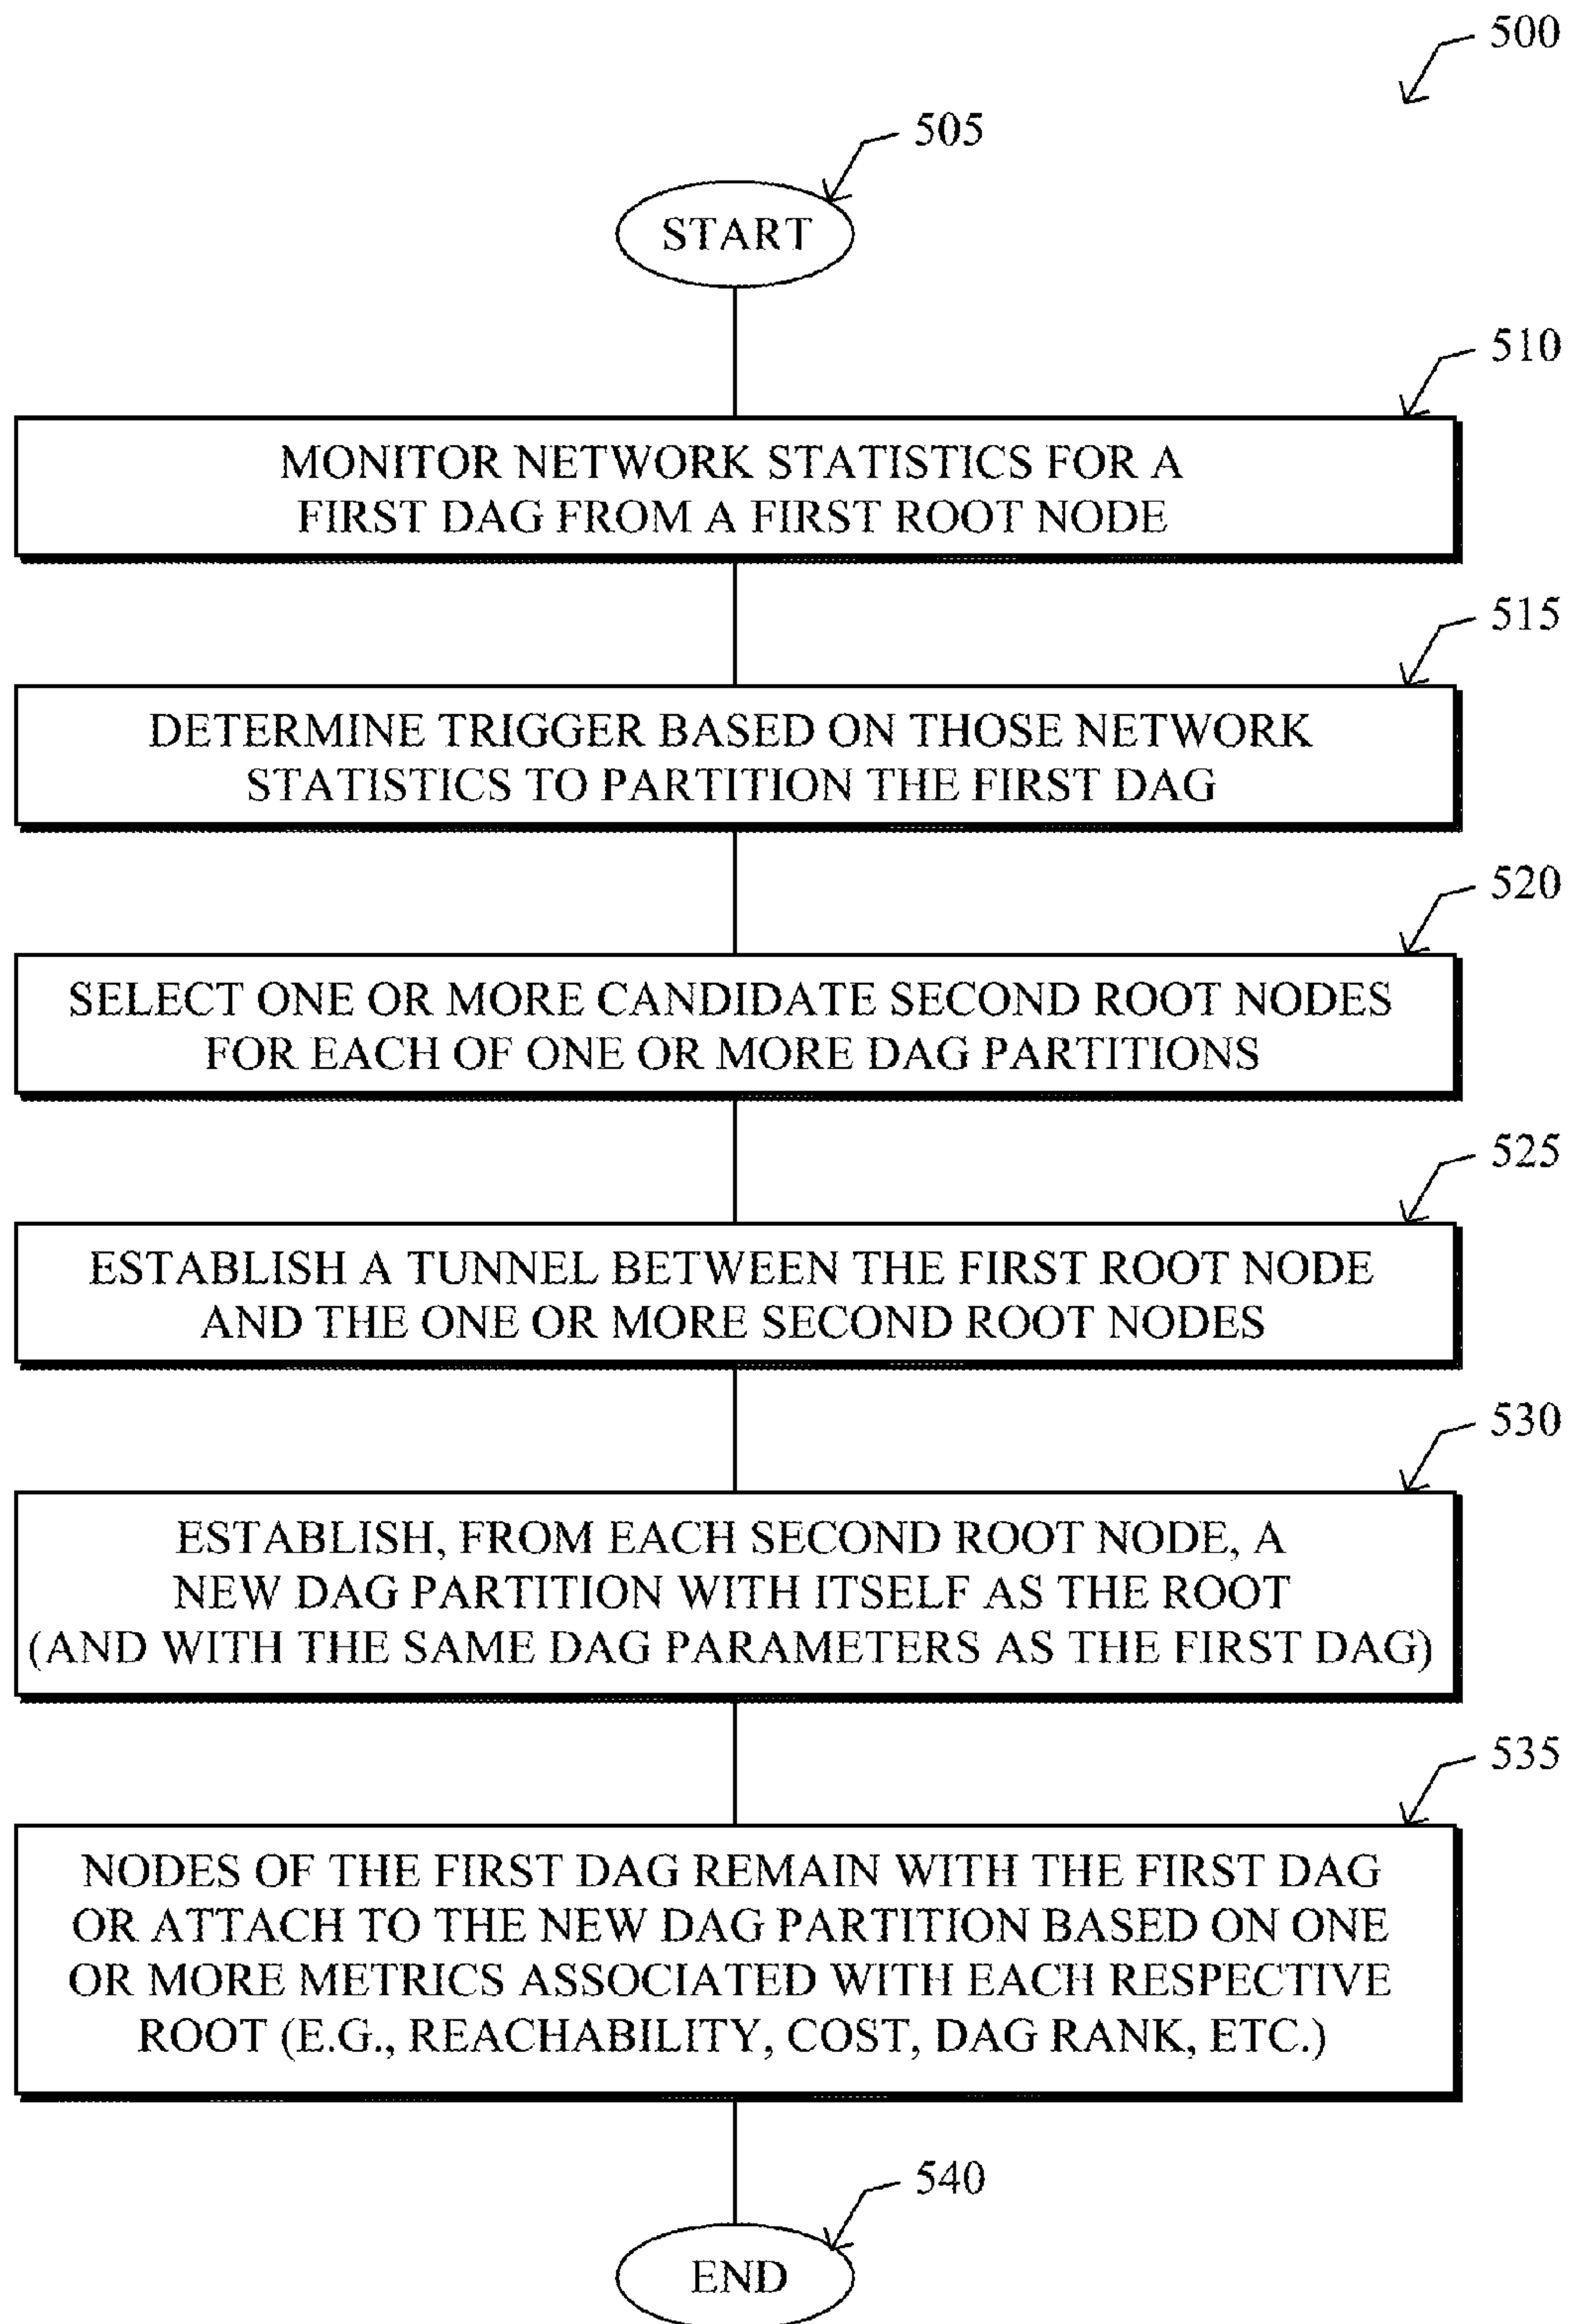 500
505
START
510
MONITOR NETWORK STATISTICS FOR A
FIRST DAG FROM A FIRST ROOT NODE
515
DETERMINE TRIGGER BASED ON THOSE NETWORK
STATISTICS TO PARTITION THE FIRST DAG
520
SELECT ONE OR MORE CANDIDATE SECOND ROOT NODES
FOR EACH OF ONE OR MORE DAG PARTITIONS
525
ESTABLISH A TUNNEL BETWEEN THE FIRST ROOT NODE
AND THE ONE OR MORE SECOND ROOT NODES
530
ESTABLISH, FROM EACH SECOND ROOT NODE, A
NEW DAG PARTITION WITH ITSELF AS THE ROOT
(AND WITH THE SAME DAG PARAMETERS AS THE FIRST DAG)
535
NODES OF THE FIRST DAG REMAIN WITH THE FIRST DAG
OR ATTACH TO THE NEW DAG PARTITION BASED ON ONE
OR MORE METRICS ASSOCIATED WITH EACH RESPECTIVE
ROOT (E.G., REACHABILITY, COST, DAG RANK, ETC.)
540
END